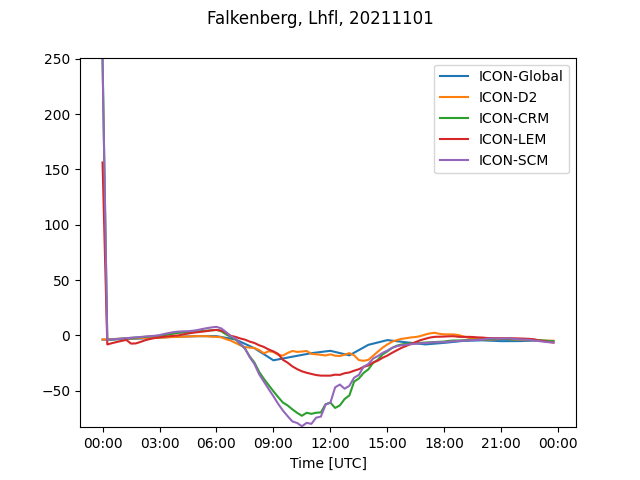 Falkenberg, Lhfl, 20211101
250
200
150
100
50
0
−50
ICON-Global
ICON-D2
ICON-CRM
ICON-LEM
ICON-SCM
00:00 03:00 06:00 09:00 12:00 15:00 18:00 21:00 00:00
Time [UTC]